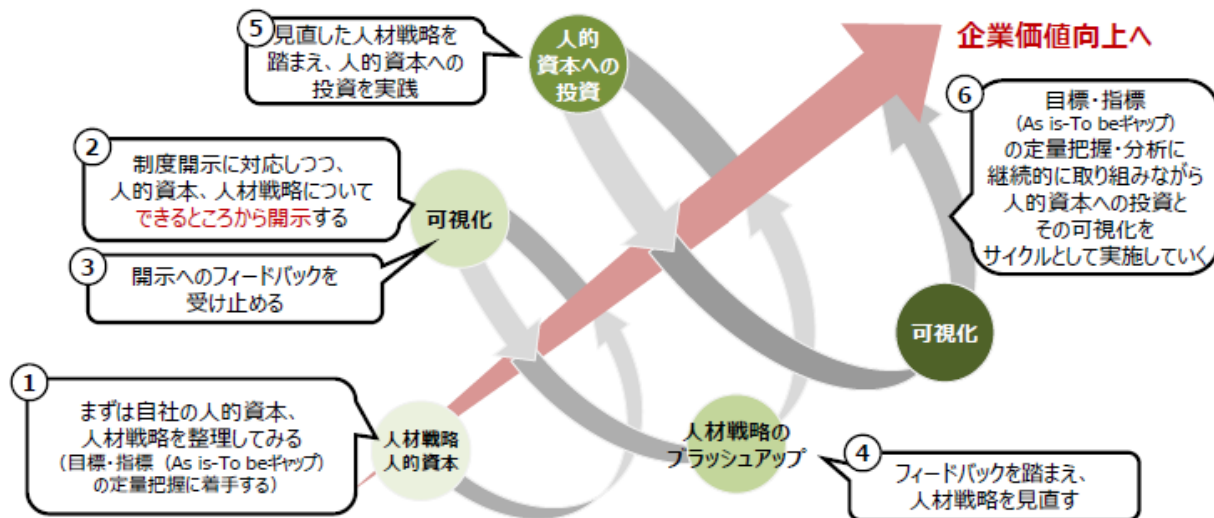 企業価値向上へ
①
まずは自社の人的資本、
人材戦略を整理してみる
(目標・指標（As is-To beギャップ）
の定量把握に着手する)
人材戦略
人的資本
②
制度開示に対応しつつ、
人的資本、人材戦略について
できるところから開示する
③
開示へのフィードバックを
受け止める
可視化
④
フィードバックを踏まえ、
人材戦略を見直す
人材戦略の
ブラッシュアップ
⑤
見直した人材戦略を
踏まえ、人的資本への
投資を実践
人的
資本への
投資
⑥
目標・指標
(As is-To beギャップ)
の定量把握・分析に
継続的に取り組みながら
人的資本への投資と
その可視化を
サイクルとして実施していく
可視化